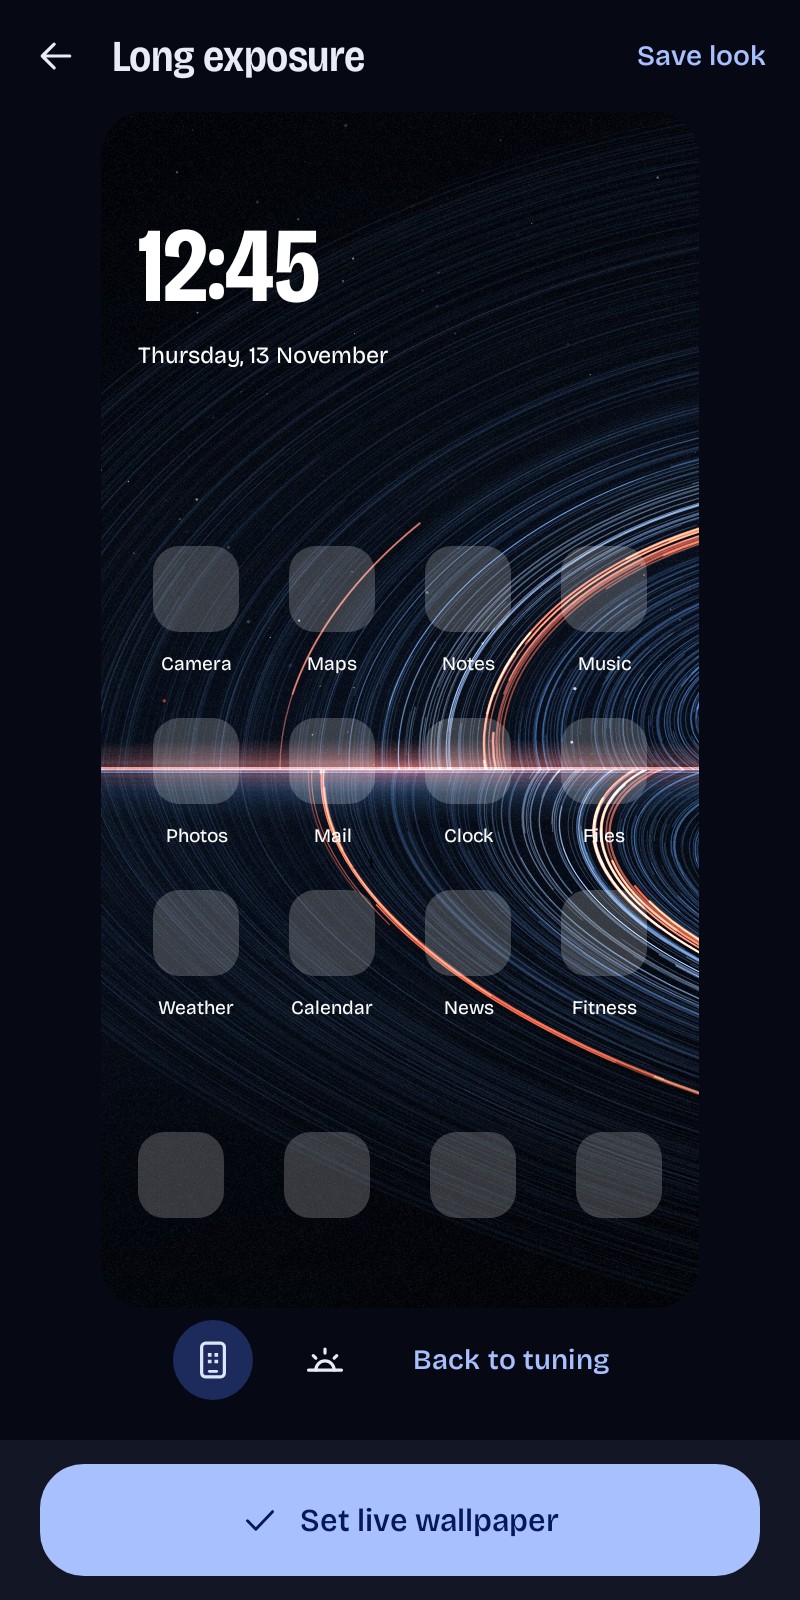 Long exposure
Save look
12:45
Thursday, 13 November
Camera Maps Notes Music
Photos Mail Clock Files
Weather Calendar News Fitness
Back to tuning
Set live wallpaper